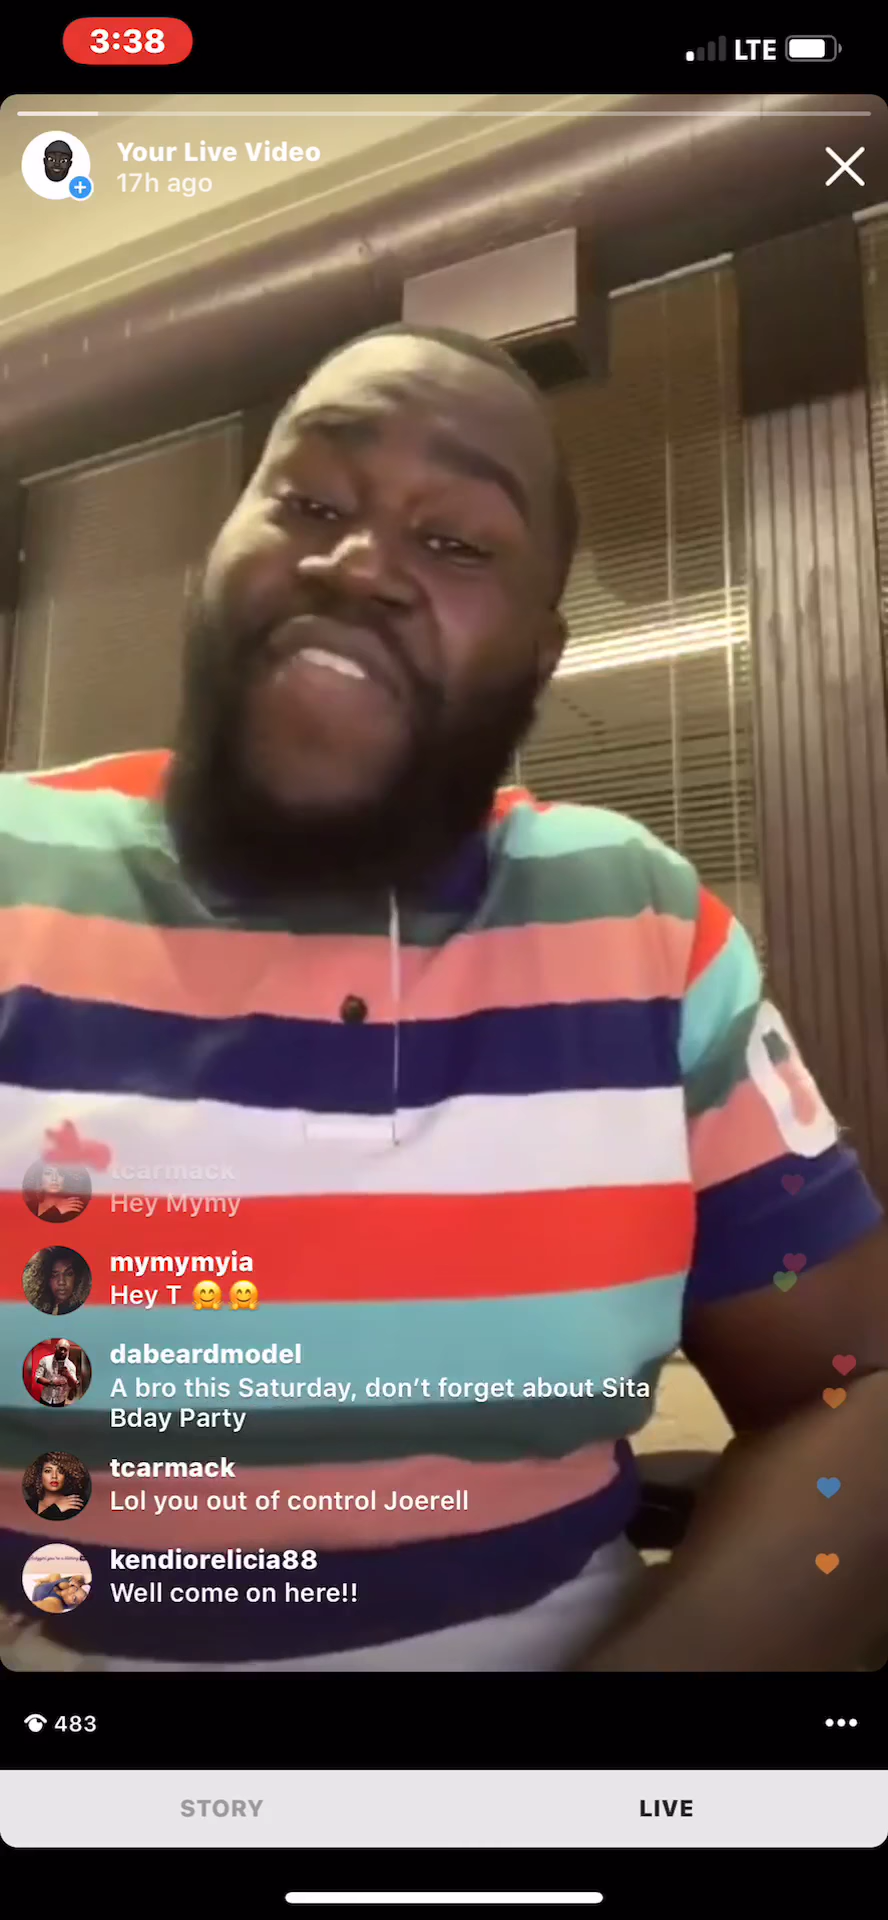 3:38
LTE
Your Live Video
17h ago
tcarmack
Hey Mymy
mymymyia
Hey T 🤗 🤗
dabeardmodel
A bro this Saturday, don’t forget about Sita
Bday Party
tcarmack
Lol you out of control Joerell
kendiorelicia88
Well come on here!!
483
STORY
LIVE